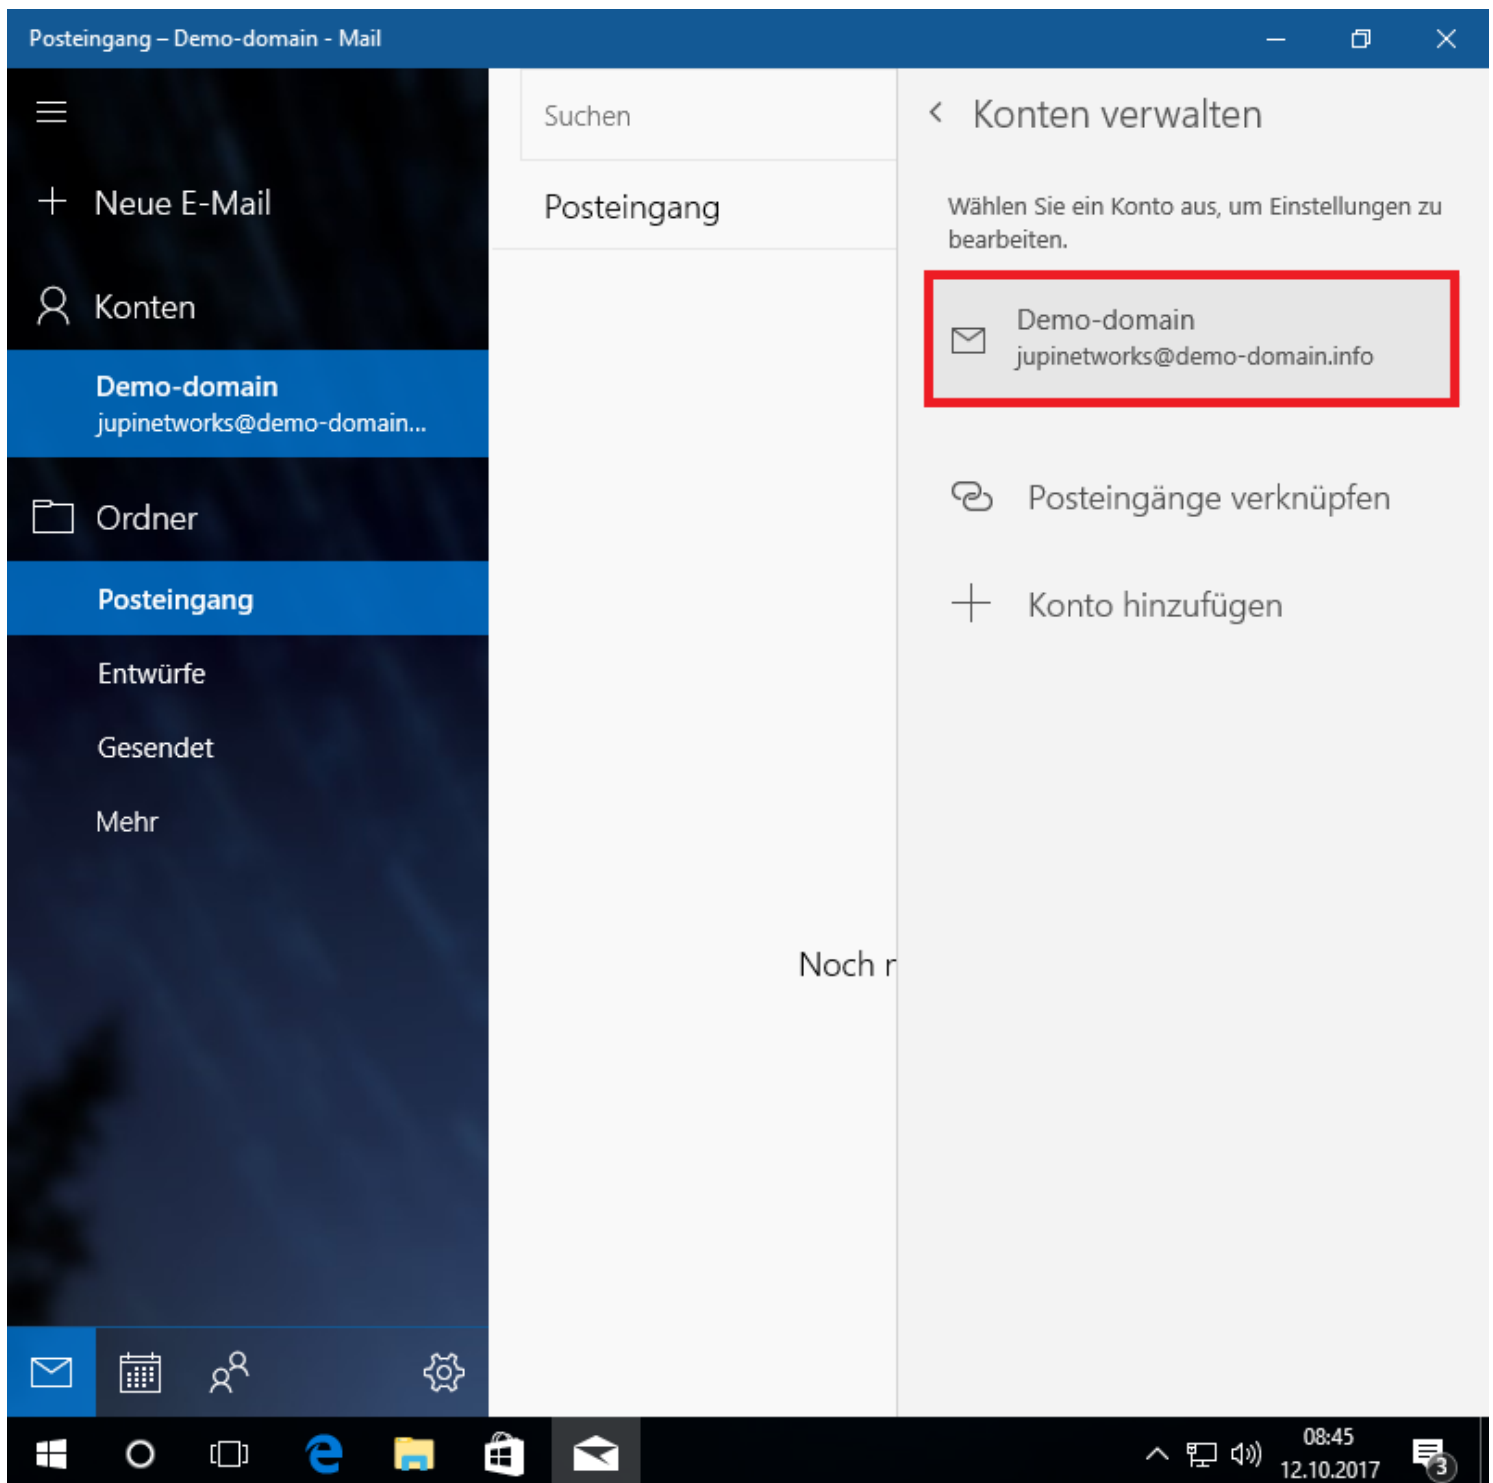 Posteingang – Demo-domain - Mail
Neue E-Mail
Konten
Demo-domain
jupinetworks@demo-domain...
Ordner
Posteingang
Entwürfe
Gesendet
Mehr
Suchen
Posteingang
Noch
Konten verwalten
Wählen Sie ein Konto aus, um Einstellungen zu
bearbeiten.
Demo-domain
jupinetworks@demo-domain.info
Posteingänge verknüpfen
Konto hinzufügen
08:45
12.10.2017
3